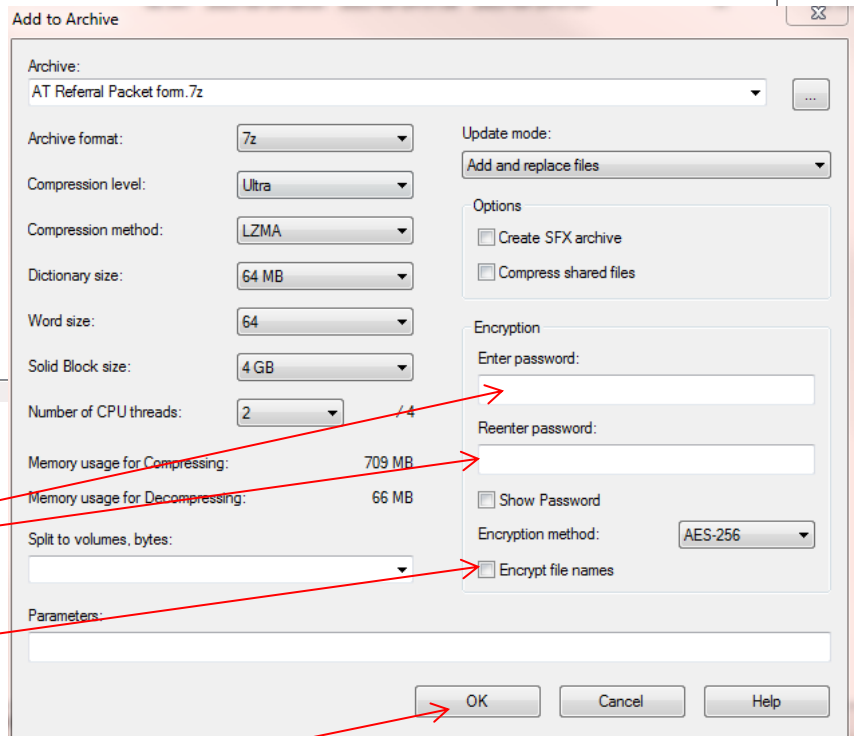 Add to Archive
Archive:
AT Referral Packet form.7z
...
Archive format: 7z
Compression level: Ultra
Compression method: LZMA
Dictionary size: 64 MB
Word size: 64
Solid Block size: 4 GB
Number of CPU threads: 2 / 4
Memory usage for Compressing: 709 MB
Memory usage for Decompressing: 66 MB
Split to volumes, bytes:
Update mode:
Add and replace files
Options
Create SFX archive
Compress shared files
Encryption
Enter password:
Reenter password:
Show Password
Encryption method: AES-256
Encrypt file names
Parameters:
OK Cancel Help